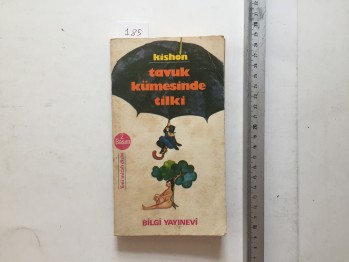 185
kishon
tavuk
kümesinde
tilki
BİLGİ YAYINEVİ